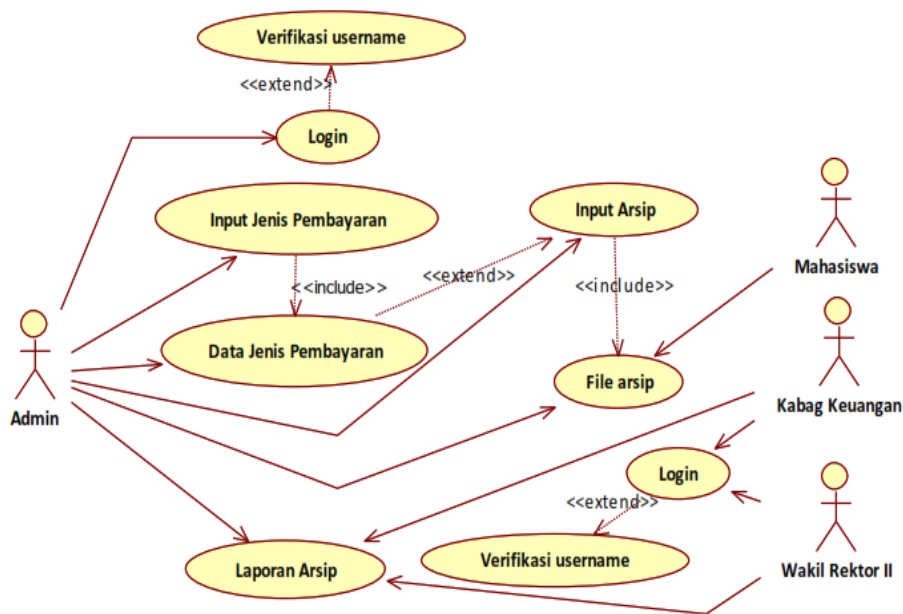 Verifikasi username
<<extend>>
Login
Input Jenis Pembayaran
Input Arsip
<<include>>
<<extend>>
<<include>>
Mahasiswa
Data Jenis Pembayaran
File arsip
Admin
Kabag Keuangan
Login
<<extend>>
Verifikasi username
Laporan Arsip
Wakil Rektor II